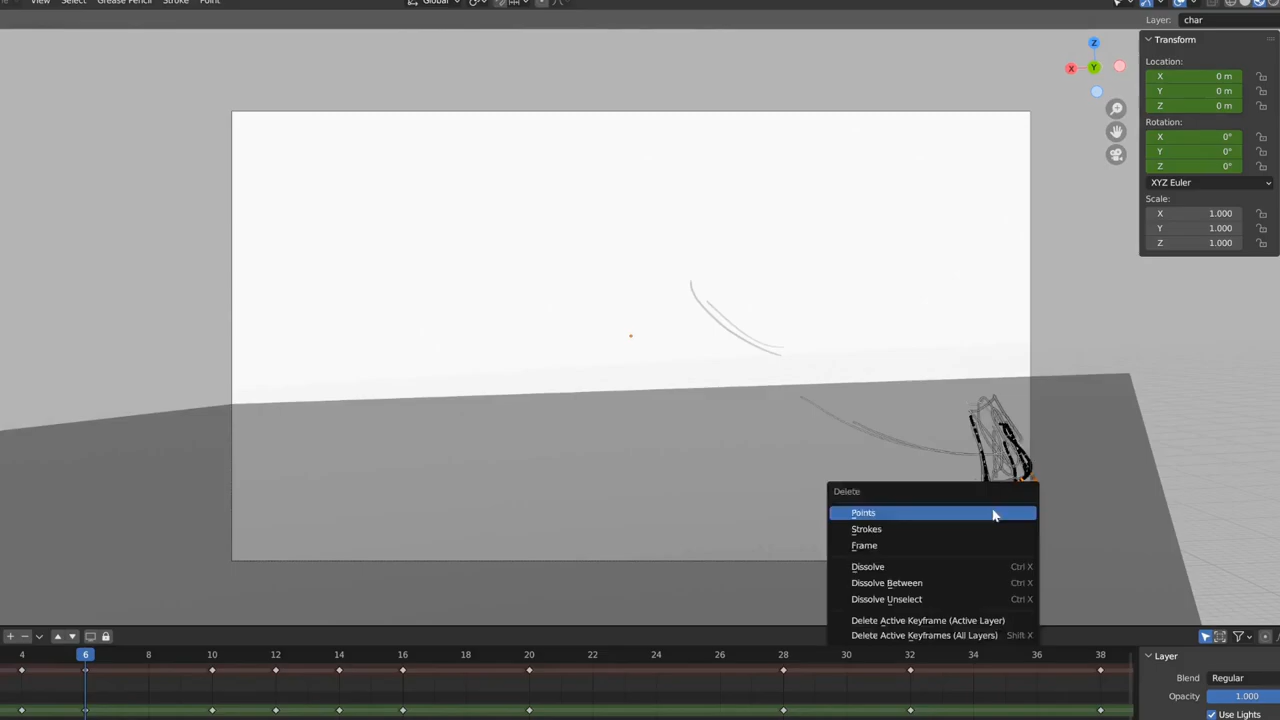 View Select Grease Pencil Stroke Point Global
Layer: char
Transform
Location:
X 0 m
Y 0 m
Z 0 m
Rotation:
X 0°
Y 0°
Z 0°
XYZ Euler
Scale:
X 1.000
Y 1.000
Z 1.000
Z
X Y
Delete
Points
Strokes
Frame
Dissolve Ctrl X
Dissolve Between Ctrl X
Dissolve Unselect Ctrl X
Delete Active Keyframe (Active Layer)
Delete Active Keyframes (All Layers) Shift X
4 6 8 10 12 14 16 18 20 22 24 26 28 30 32 34 36 38
Layer
Blend Regular
Opacity 1.000
Use Lights